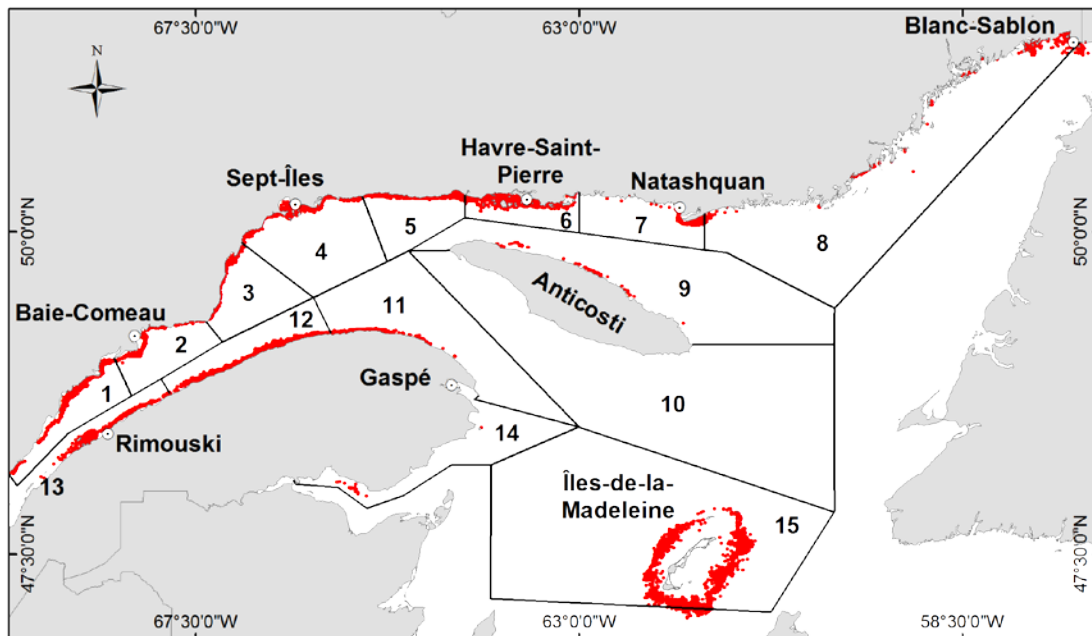 67°30'0"W
63°0'0"W
Blanc-Sablon
N
Havre-Saint-
Pierre
Sept-Îles
Natashquan
50°0'0"N
50°0'0"N
6
7
5
8
4
9
3
Anticosti
11
Baie-Comeau
12
2
Gaspé
1
10
14
Rimouski
Îles-de-la-
Madeleine
13
15
47°30'0"N
47°30'0"N
67°30'0"W
63°0'0"W
58°30'0"W